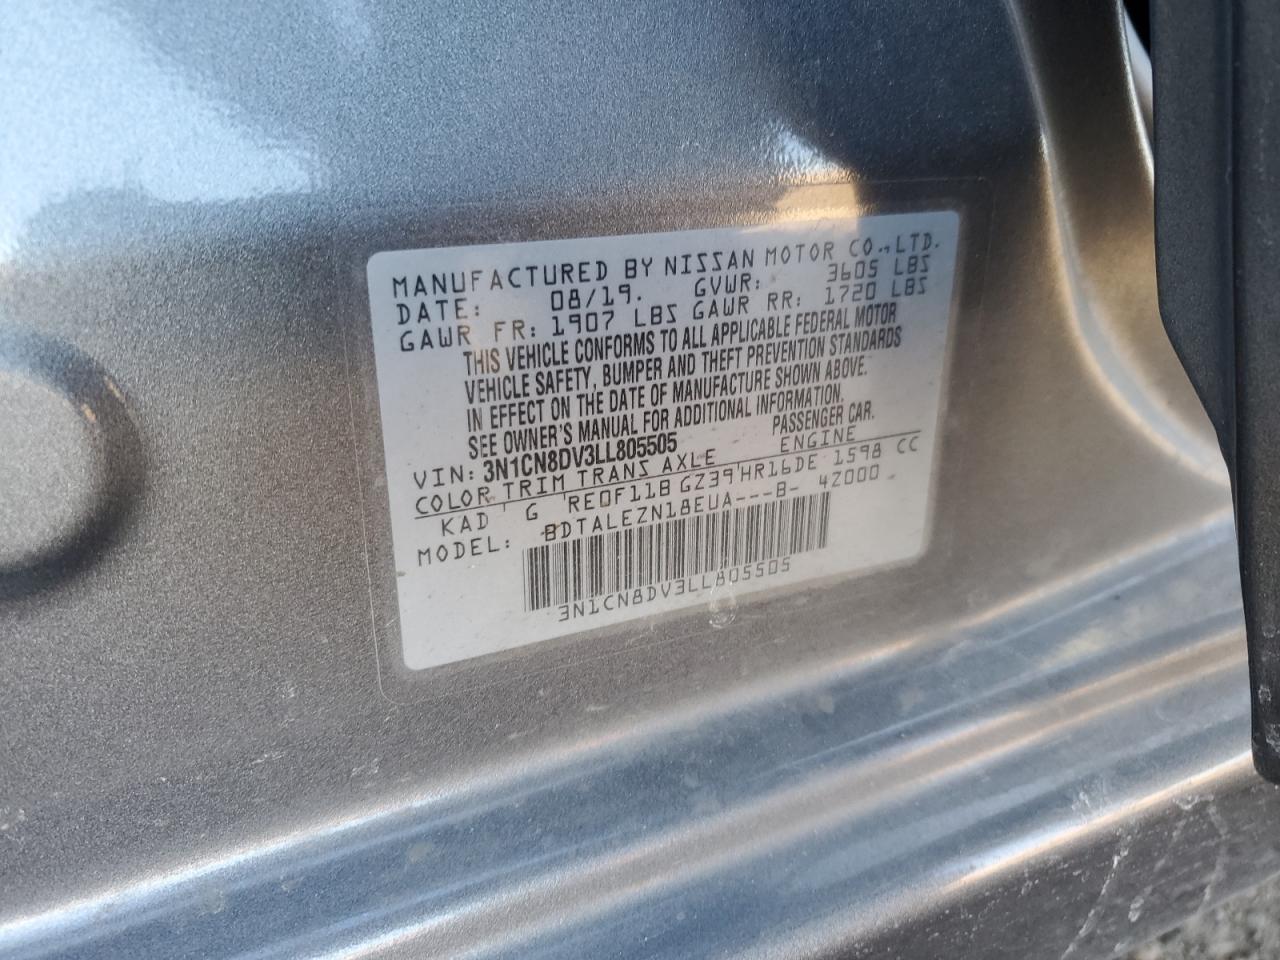 MANUFACTURED BY NISSAN MOTOR CO.,LTD.
DATE: 08/19. GVWR: 3605 LBS
GAWR FR: 1907 LBS GAWR RR: 1720 LBS
THIS VEHICLE CONFORMS TO ALL APPLICABLE FEDERAL MOTOR
VEHICLE SAFETY, BUMPER AND THEFT PREVENTION STANDARDS
IN EFFECT ON THE DATE OF MANUFACTURE SHOWN ABOVE.
SEE OWNER'S MANUAL FOR ADDITIONAL INFORMATION.
VIN: 3N1CN8DV3LL805505 PASSENGER CAR.
COLOR TRIM TRANS AXLE ENGINE
KAD G RE0F11B GZ39 HR16DE 1598 CC
MODEL: BDTALEZN18EUA---B- 4Z000
3N1CN8DV3LL805505